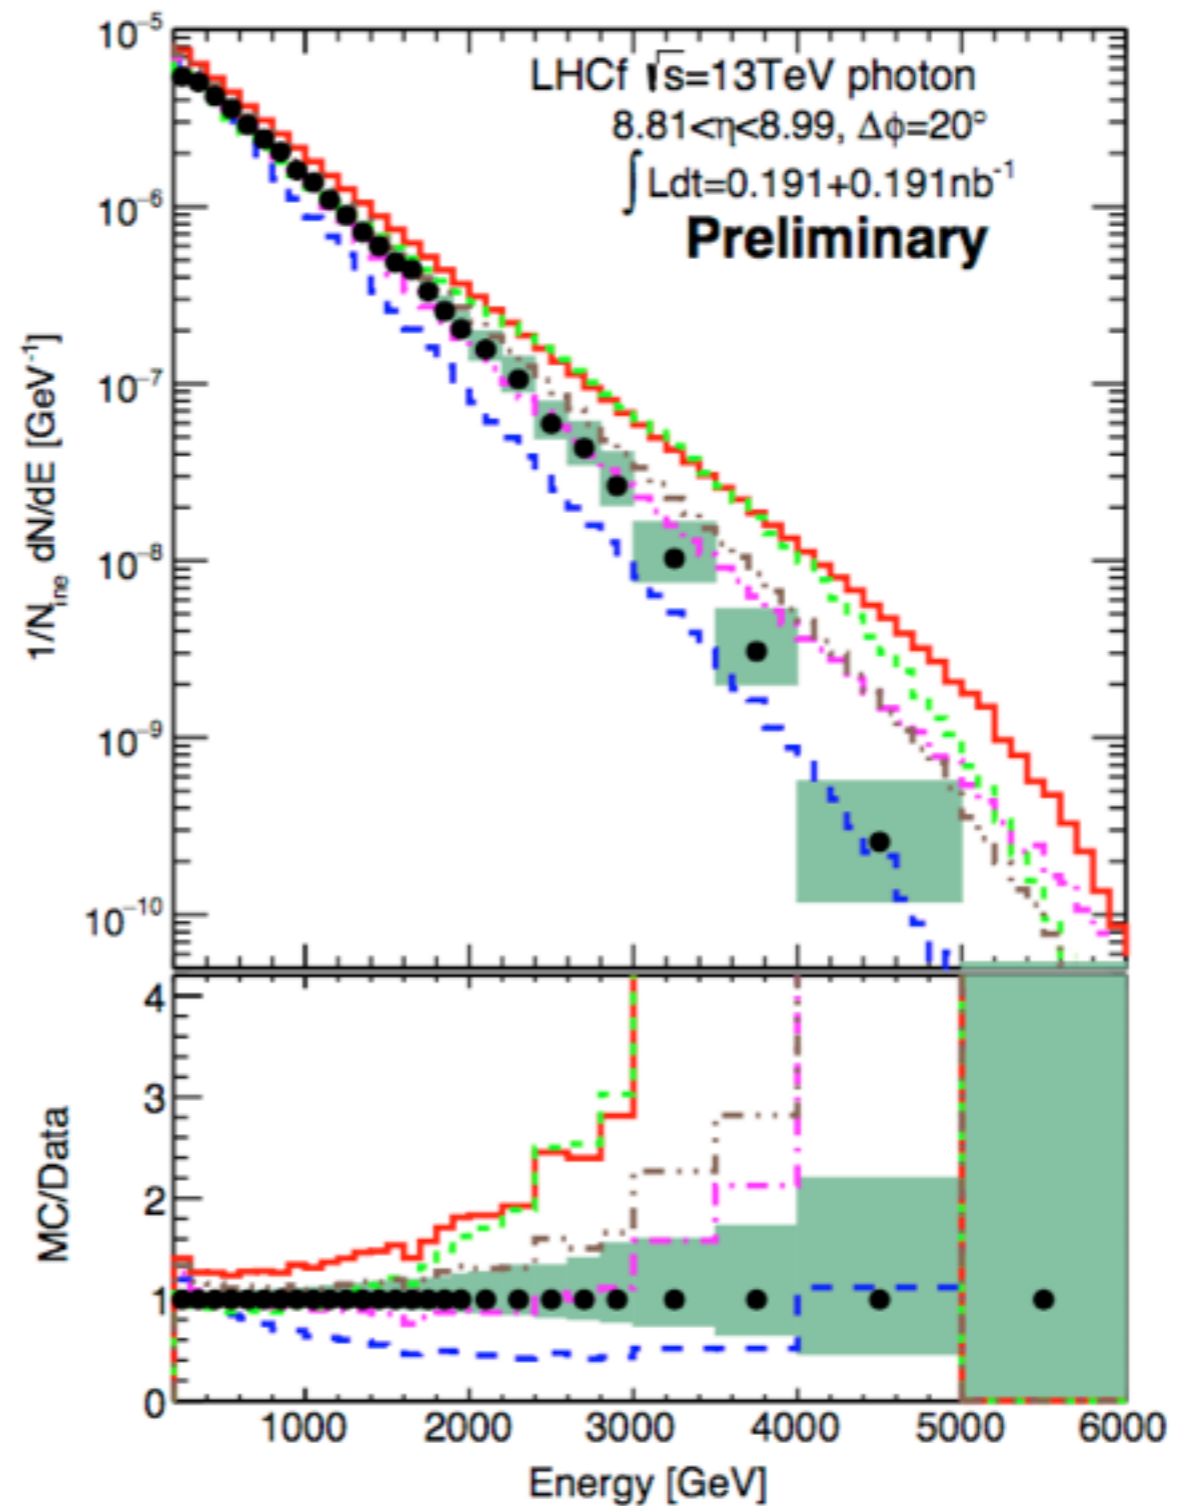 LHCf √s=13TeV photon
8.81<η<8.99, Δϕ=20°
∫Ldt=0.191+0.191nb⁻¹
Preliminary
1/N_ine dN/dE [GeV⁻¹]
10⁻⁵
10⁻⁶
10⁻⁷
10⁻⁸
10⁻⁹
10⁻¹⁰
MC/Data
4
3
2
1
0
1000 2000 3000 4000 5000 6000
Energy [GeV]